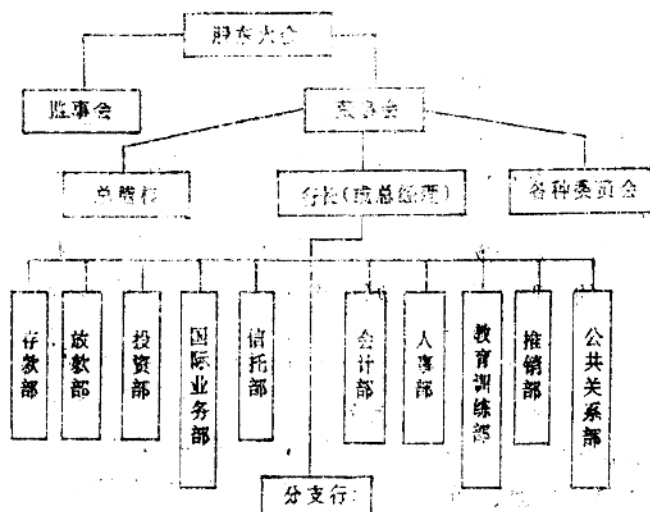 股东大会
监事会
董事会
总稽核
行长(或总经理)
各种委员会
存款部
放款部
投资部
国际业务部
信托部
会计部
人事部
教育训练部
推销部
公共关系部
分支行